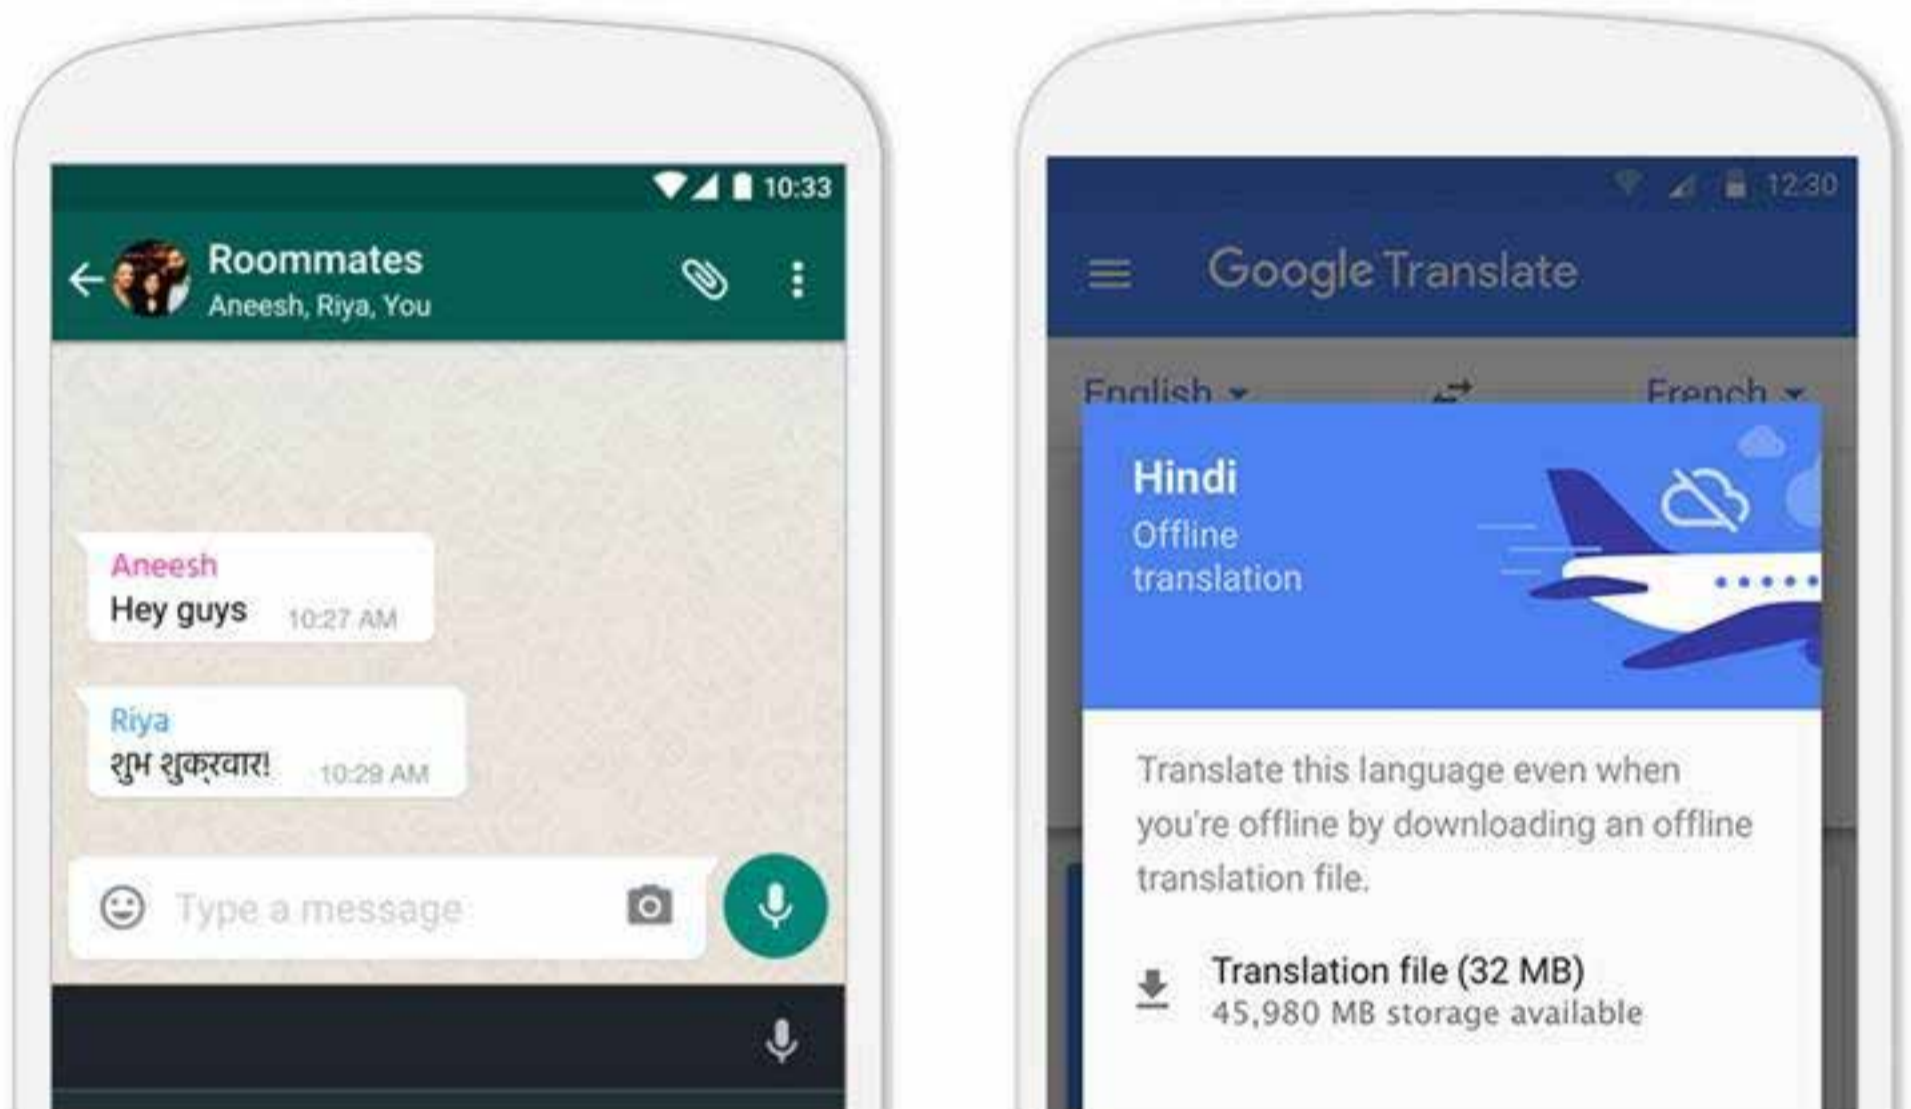 10:33
Roommates
Aneesh, Riya, You
Aneesh
Hey guys 10:27 AM
Riya
शुभ शुक्रवार! 10:29 AM
Type a message
12:30
Google Translate
English French
Hindi
Offline
translation
Translate this language even when
you're offline by downloading an offline
translation file.
Translation file (32 MB)
45,980 MB storage available